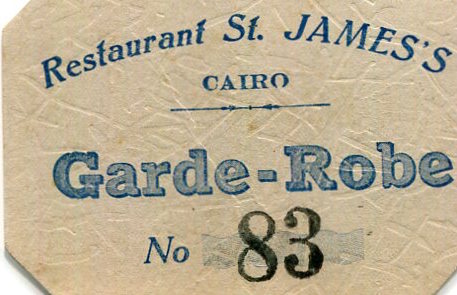 Restaurant St. JAMES'S
CAIRO
Garde-Robe
No 83